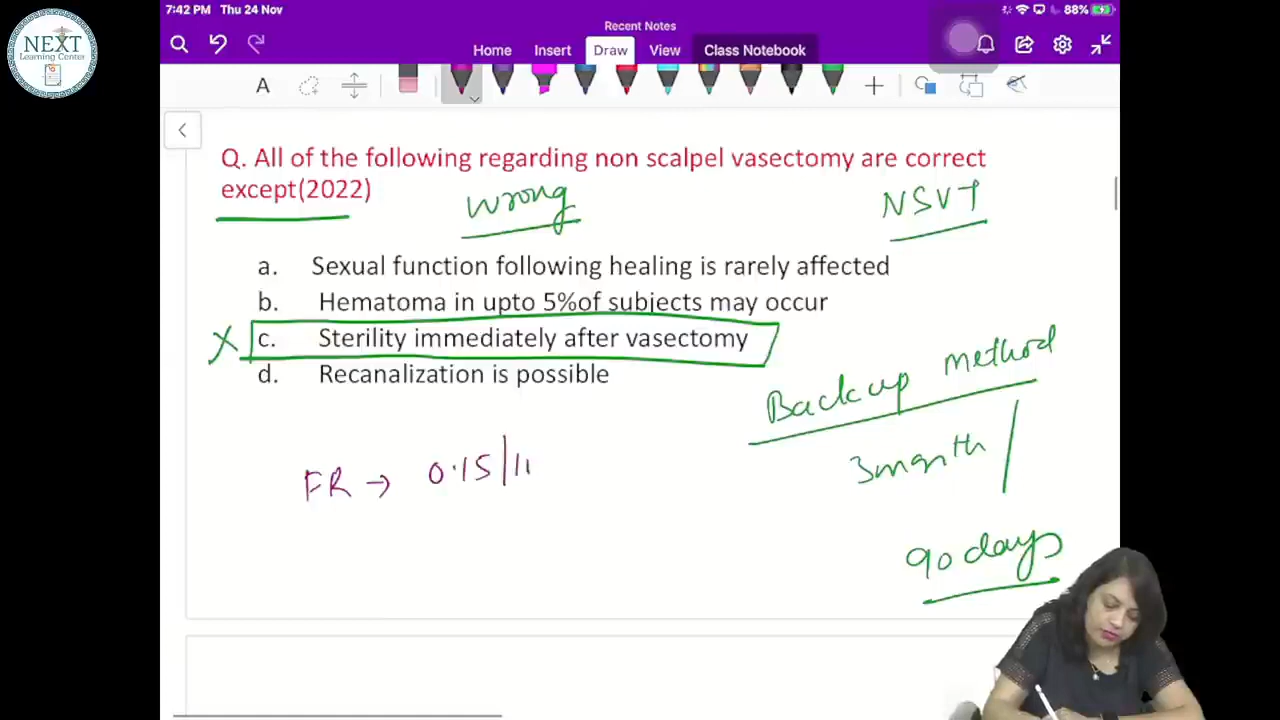 7:42 PM Thu 24 Nov
88%
NEXT
Learning Center
Recent Notes
Home Insert Draw View Class Notebook
A
Q. All of the following regarding non scalpel vasectomy are correct
except(2022)
Wrong
NSVT
a. Sexual function following healing is rarely affected
b. Hematoma in upto 5%of subjects may occur
X c. Sterility immediately after vasectomy
d. Recanalization is possible
Backup method
3month
FR → 0.15/
90 days